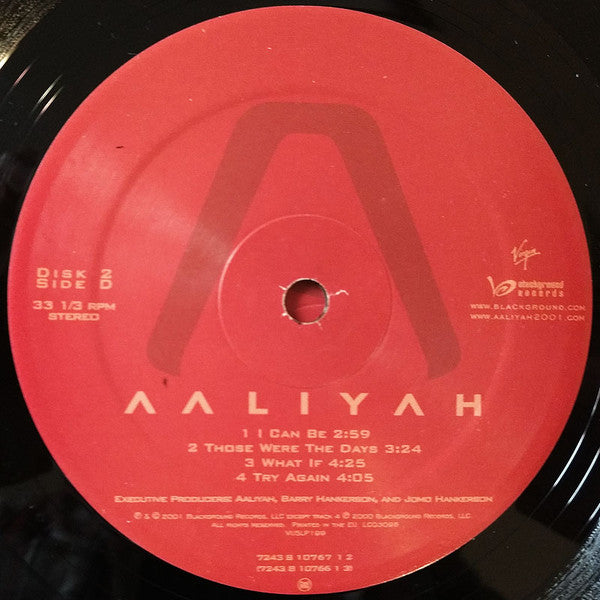 Disk 2
Side D
33 1/3 RPM
STEREO
Virgin
blackground
Records
www.blackground.com
www.aaliyah2001.com
AALIYAH
1 I Can Be 2:59
2 Those Were The Days 3:24
3 What If 4:25
4 Try Again 4:05
Executive Producers: Aaliyah, Barry Hankerson, and Jomo Hankerson
℗ & © 2001 Blackground Records, LLC except track 4 ℗ 2000 Blackground Records, LLC.
All rights reserved. Printed in the EU. LC03098
VUSLP199
7243 8 10767 1 2
(7243 8 10766 1 3)